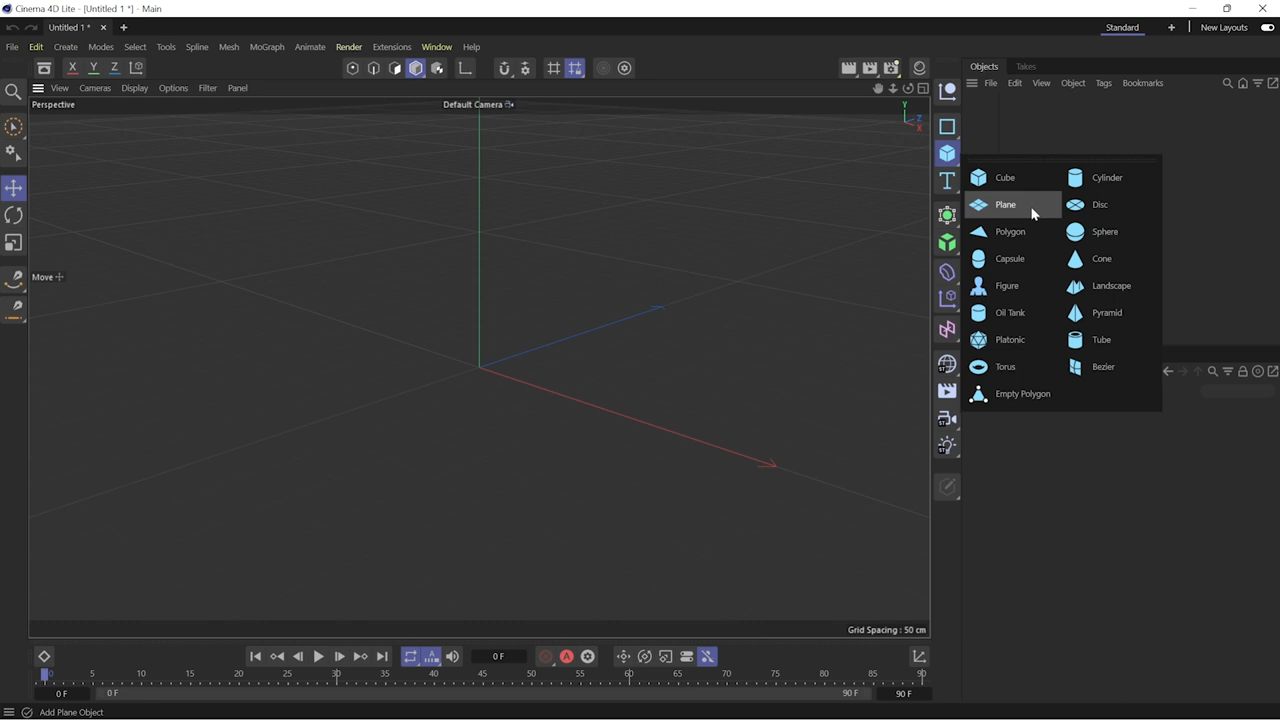 Cinema 4D Lite - [Untitled 1 *] - Main
Untitled 1 *
Standard
New Layouts
File Edit Create Modes Select Tools Spline Mesh MoGraph Animate Render Extensions Window Help
X Y Z
Objects Takes
View Cameras Display Options Filter Panel
File Edit View Object Tags Bookmarks
Perspective
Default Camera
Y
Z
X
Cube
Cylinder
Plane
Disc
Polygon
Sphere
Capsule
Cone
Move
Figure
Landscape
Oil Tank
Pyramid
Platonic
Tube
Torus
Bezier
Empty Polygon
ST
ST
ST
Grid Spacing : 50 cm
A
0 F
A
0 5 10 15 20 25 30 35 40 45 50 55 60 65 70 75 80 85 90
0 F
0 F
90 F
90 F
Add Plane Object